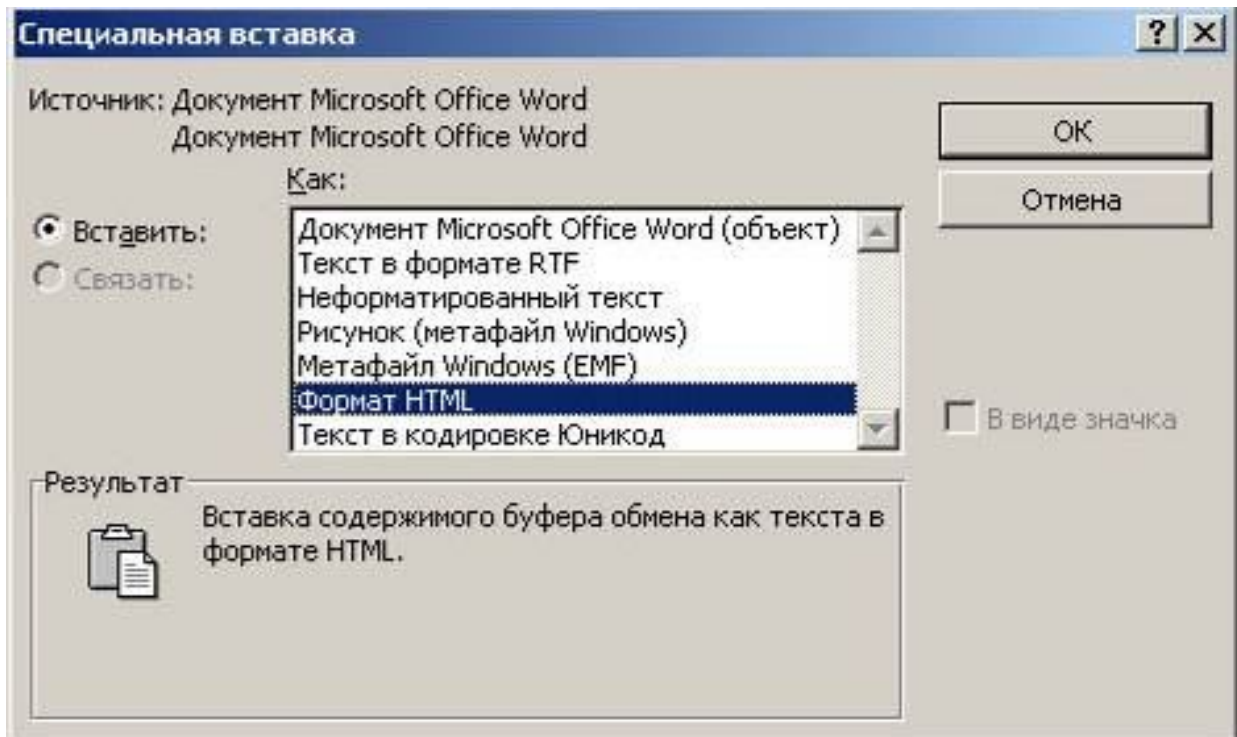 Специальная вставка
Источник: Документ Microsoft Office Word
Документ Microsoft Office Word
Как:
Вставить:
Связать:
Документ Microsoft Office Word (объект)
Текст в формате RTF
Неформатированный текст
Рисунок (метафайл Windows)
Метафайл Windows (EMF)
Формат HTML
Текст в кодировке Юникод
ОК
Отмена
В виде значка
Результат
Вставка содержимого буфера обмена как текста в
формате HTML.